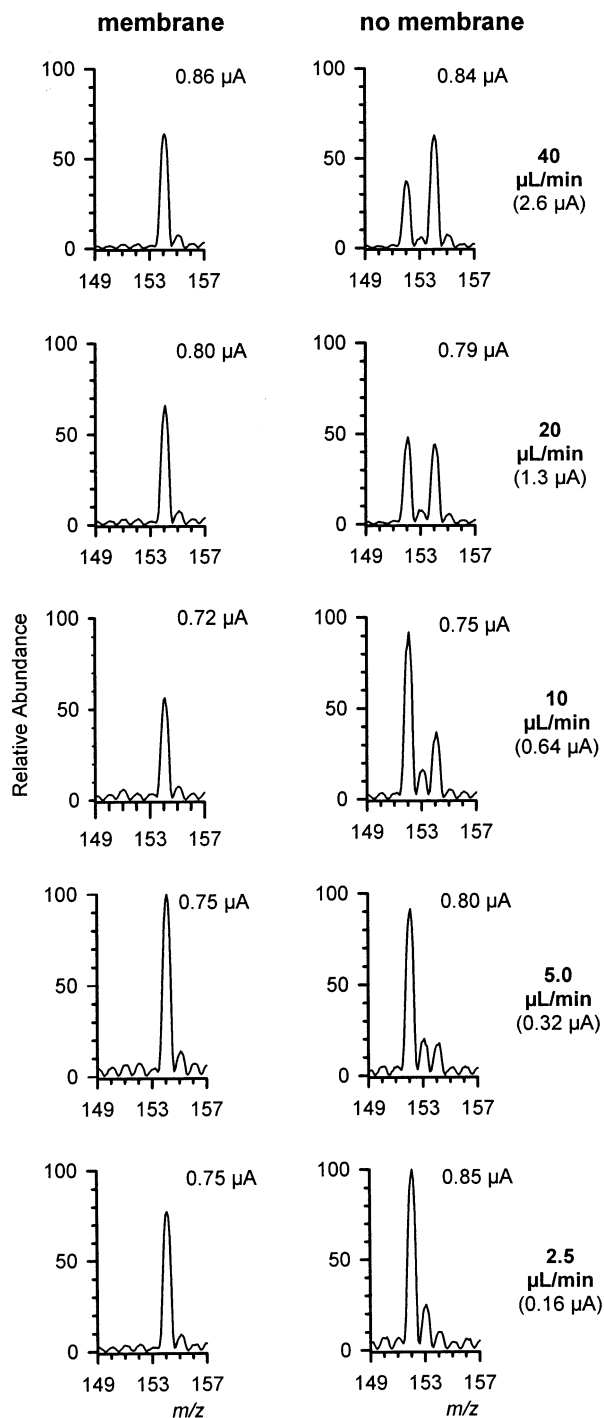 membrane no membrane
100 0.86 µA 100 0.84 µA
50 50 40
µL/min
(2.6 µA)
0 0
149 153 157 149 153 157
100 0.80 µA 100 0.79 µA
50 50 20
µL/min
(1.3 µA)
0 0
149 153 157 149 153 157
Relative Abundance
100 0.72 µA 100 0.75 µA
50 50 10
µL/min
(0.64 µA)
0 0
149 153 157 149 153 157
100 0.75 µA 100 0.80 µA
50 50 5.0
µL/min
(0.32 µA)
0 0
149 153 157 149 153 157
100 0.75 µA 100 0.85 µA
50 50 2.5
µL/min
(0.16 µA)
0 0
149 153 157 149 153 157
m/z m/z